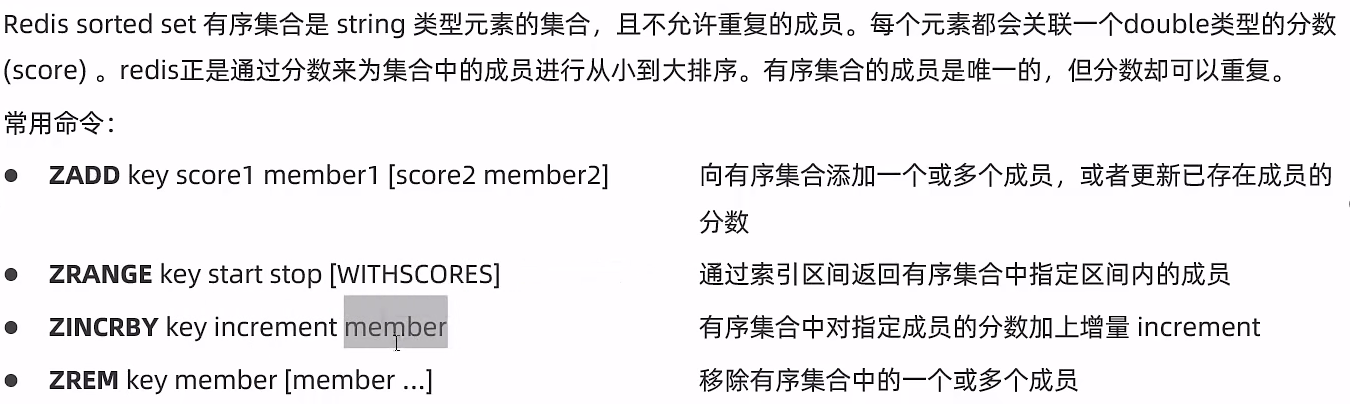 Redis sorted set 有序集合是 string 类型元素的集合，且不允许重复的成员。每个元素都会关联一个double类型的分数
(score) 。redis正是通过分数来为集合中的成员进行从小到大排序。有序集合的成员是唯一的，但分数却可以重复。
常用命令：
● ZADD key score1 member1 [score2 member2] 向有序集合添加一个或多个成员，或者更新已存在成员的
分数
● ZRANGE key start stop [WITHSCORES] 通过索引区间返回有序集合中指定区间内的成员
● ZINCRBY key increment member 有序集合中对指定成员的分数加上增量 increment
● ZREM key member [member ...] 移除有序集合中的一个或多个成员